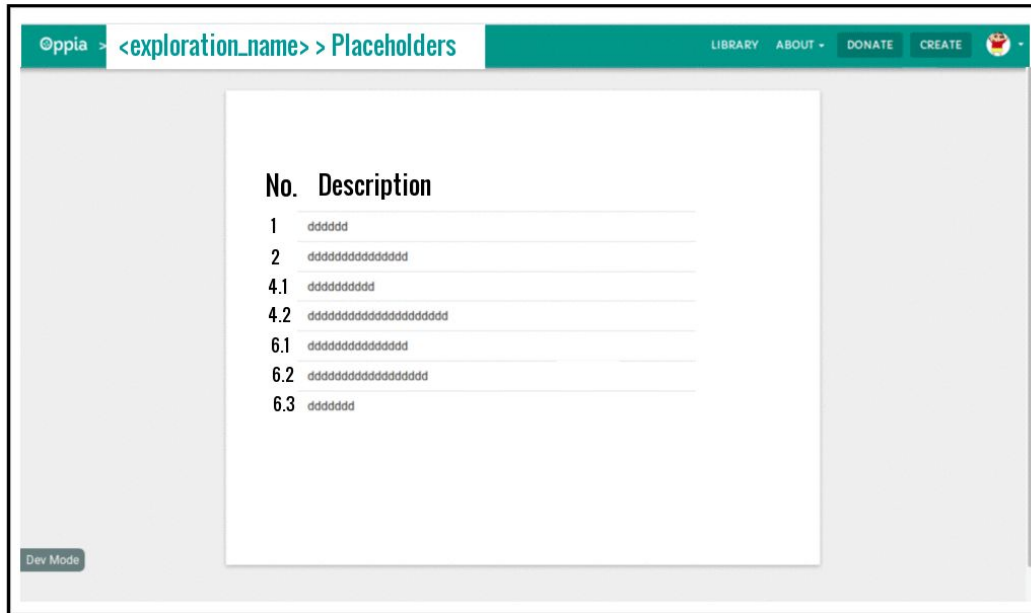 Oppia > <exploration_name> > Placeholders LIBRARY ABOUT DONATE CREATE
No. Description
1 dddddd
2 ddddddddddddddd
4.1 dddddddddd
4.2 ddddddddddddddddddddd
6.1 ddddddddddddddd
6.2 dddddddddddddddddd
6.3 ddddddd
Dev Mode